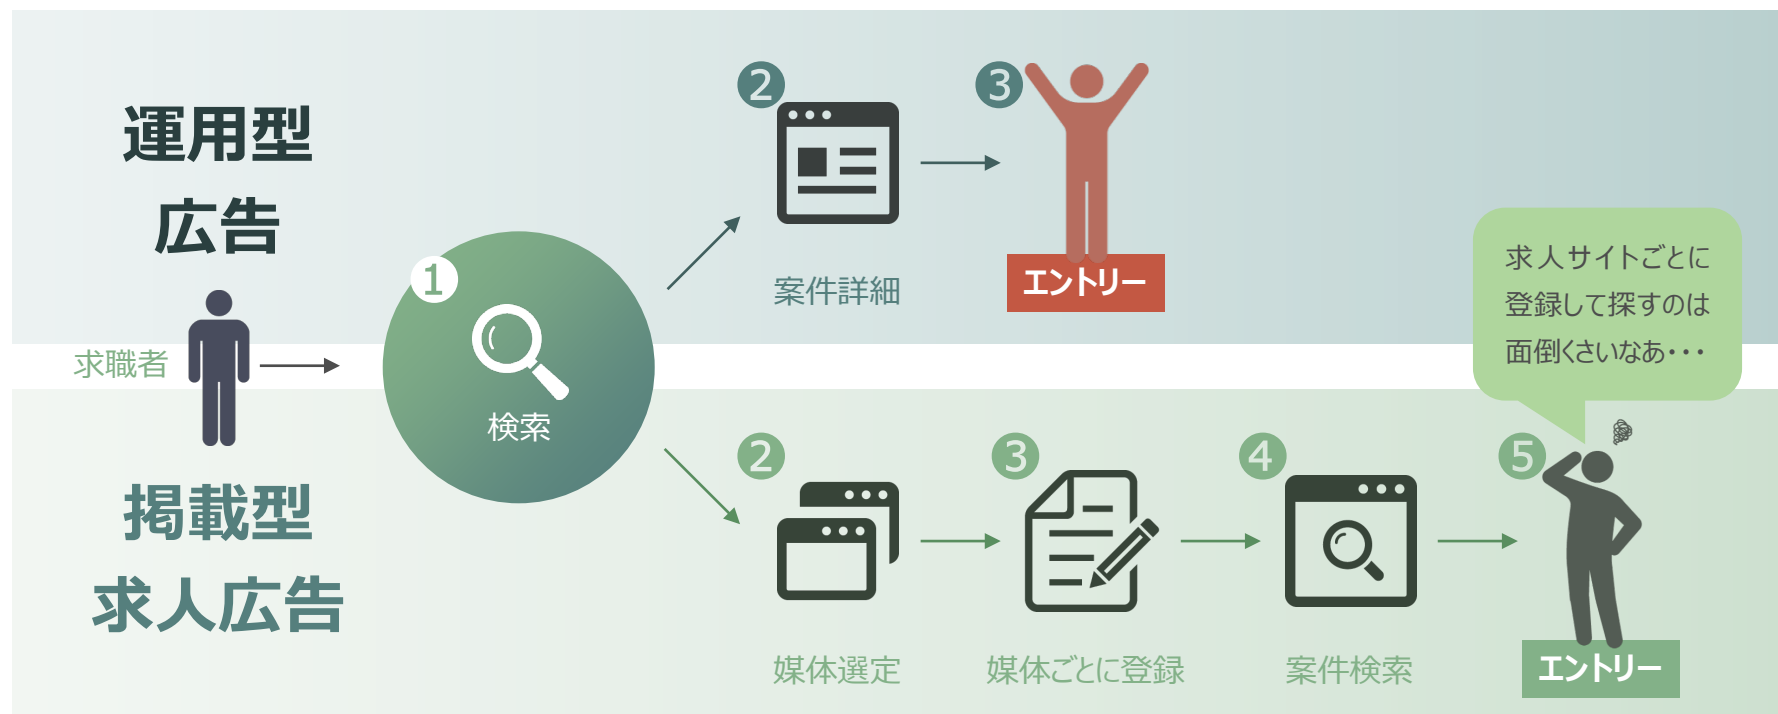 運用型
広告
求職者
掲載型
求人広告
1
検索
2
案件詳細
3
エントリー
2
媒体選定
3
媒体ごとに登録
4
案件検索
5
エントリー
求人サイトごとに
登録して探すのは
面倒くさいなあ・・・